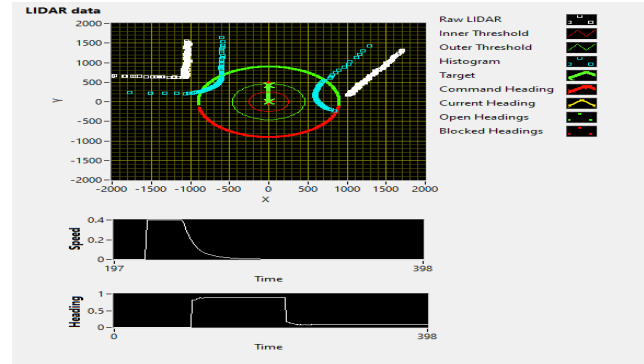 LIDAR data
Raw LIDAR
Inner Threshold
Outer Threshold
Histogram
Target
Command Heading
Current Heading
Open Headings
Blocked Headings
Y
2000
1500
1000
500
0
-500
-1000
-1500
-2000
-2000 -1500 -1000 -500 0 500 1000 1500 2000
X
Speed
0.4
0.2
0
197 398
Time
Heading
1
0.5
0
0 398
Time